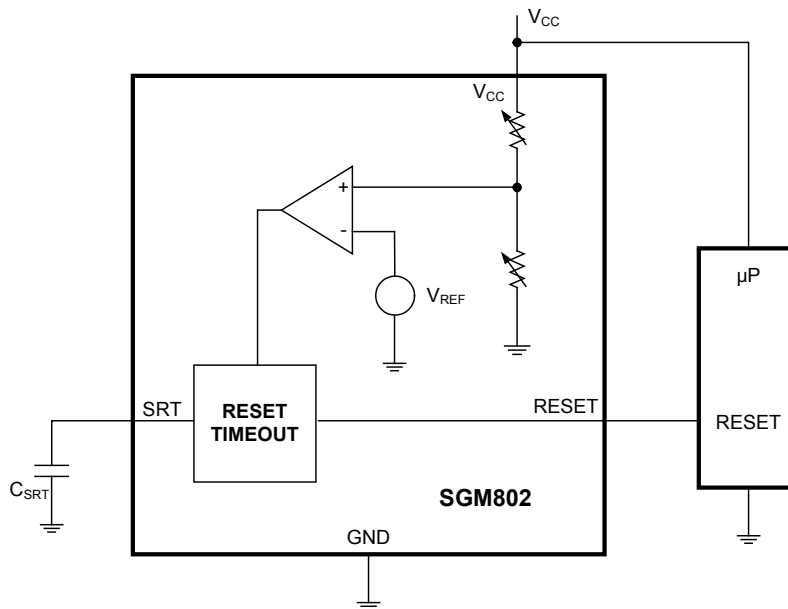 VCC
VCC
+
-
VREF
µP
SRT
RESET
TIMEOUT
RESET
RESET
CSRT
SGM802
GND